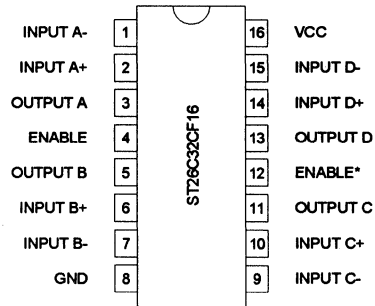 INPUT A- 1 16 VCC
INPUT A+ 2 15 INPUT D-
OUTPUT A 3 14 INPUT D+
ENABLE 4 13 OUTPUT D
OUTPUT B 5 12 ENABLE*
INPUT B+ 6 11 OUTPUT C
INPUT B- 7 10 INPUT C+
GND 8 9 INPUT C-
ST26C32CF16